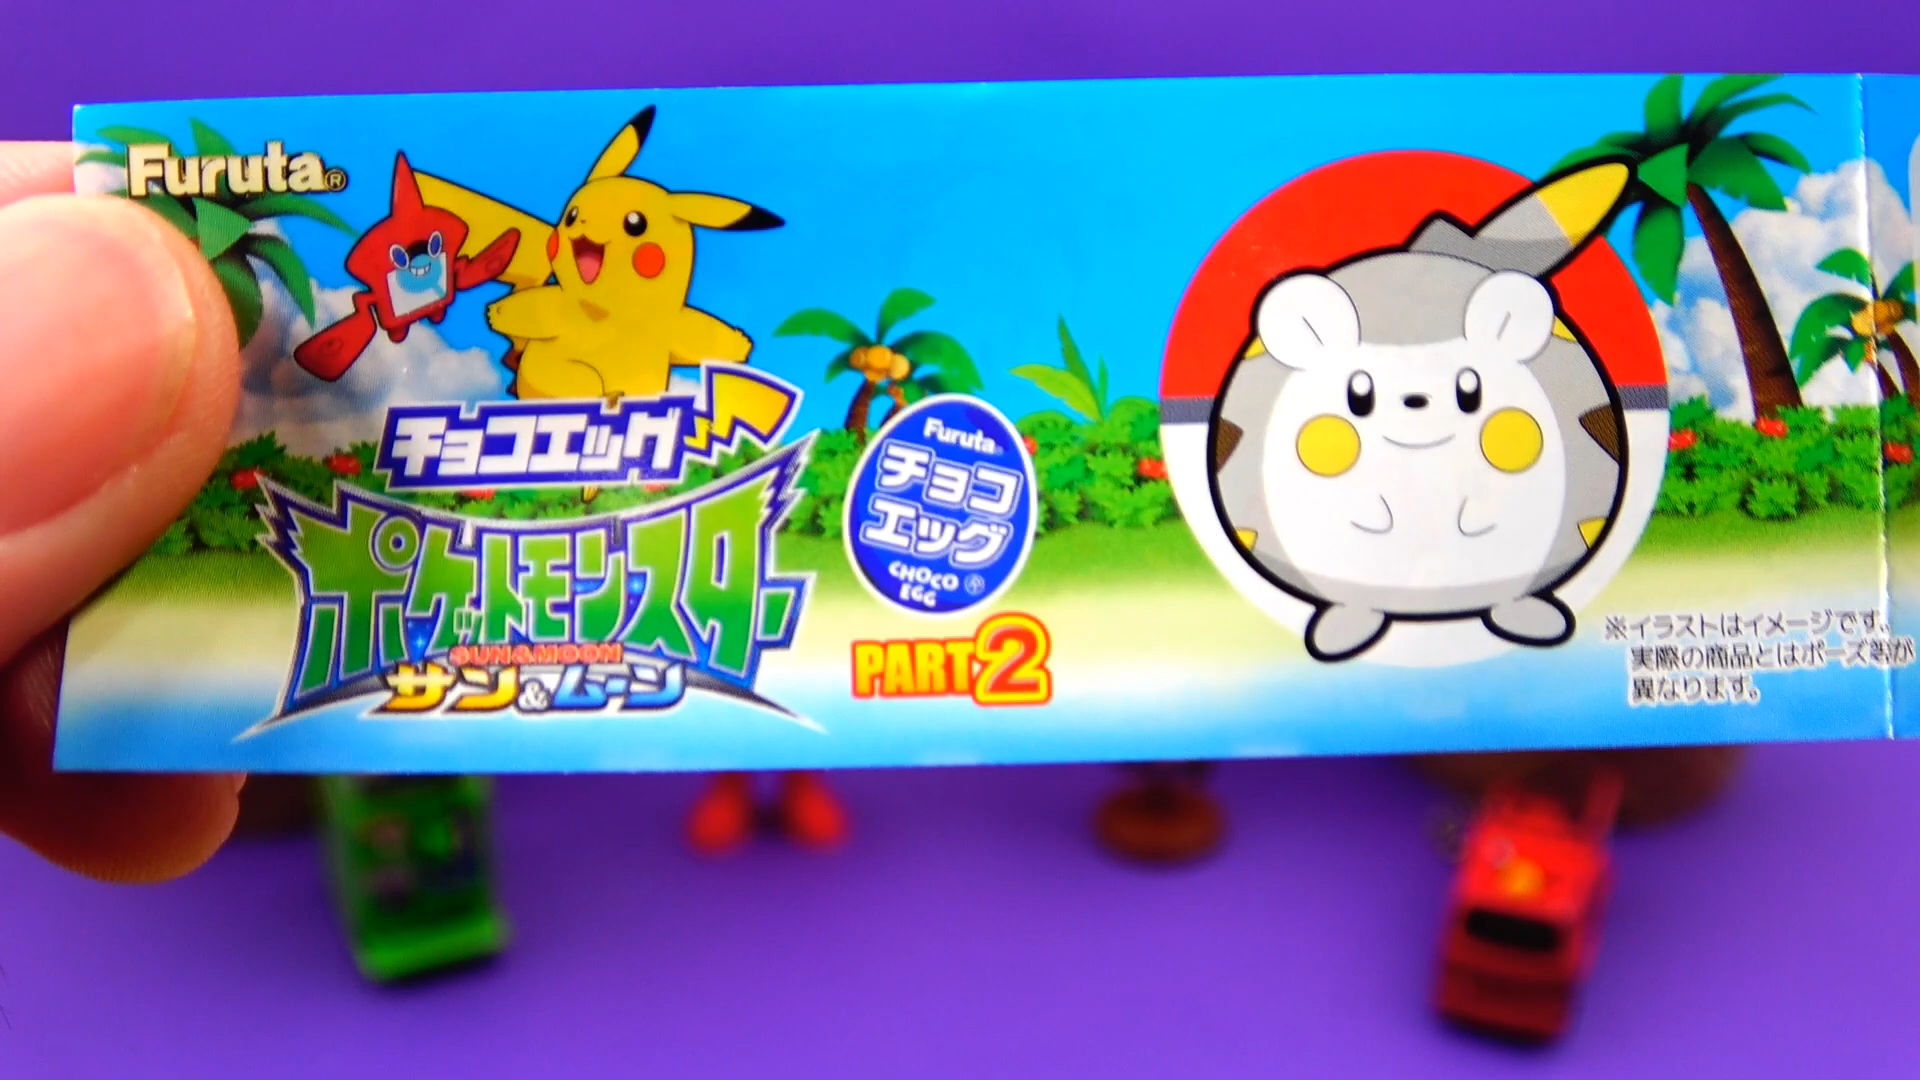 Furuta®
チョコエッグ
ポケットモンスター
SUN&MOON
サン&ムーン
Furuta
チョコ
エッグ
CHOCO
EGG
PART2
※イラストはイメージです。
実際の商品とはポーズ等が
異なります。